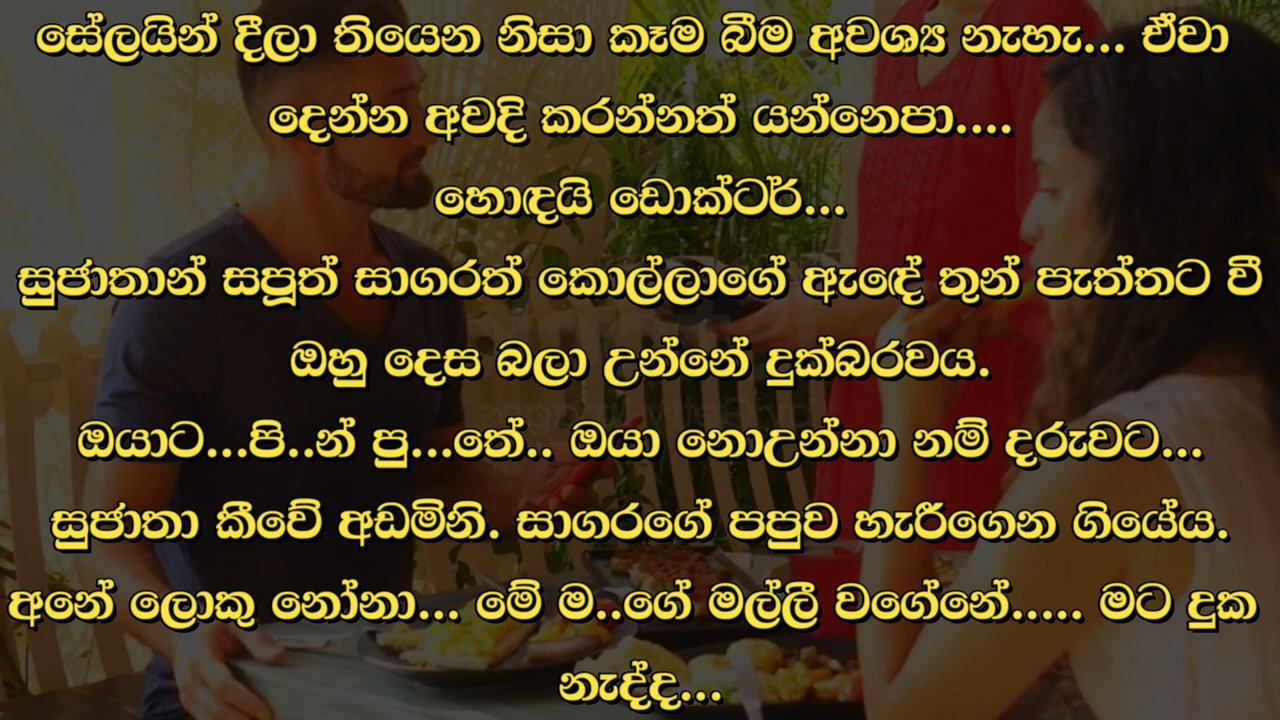 සේලයින් දීලා තියෙන නිසා කෑම බීම අවශ්‍ය නැහැ... ඒවා
දෙන්න අවදි කරන්නත් යන්නෙපා....
හොඳයි ඩොක්ටර්...
සුජාතාන් සපූත් සාගරත් කොල්ලාගේ ඇඳේ තුන් පැත්තට වී
ඔහු දෙස බලා උන්නේ දුක්බරවය.
ඔයාට...පි..න් පු...තේ.. ඔයා නොඋන්නා නම් දරුවට...
සුජාතා කීවේ අඩමිනි. සාගරගේ පපුව හැරීගෙන ගියේය.
අනේ ලොකු නෝනා... මේ ම..ගේ මල්ලී වගේනේ..... මට දුක
නැද්ද...